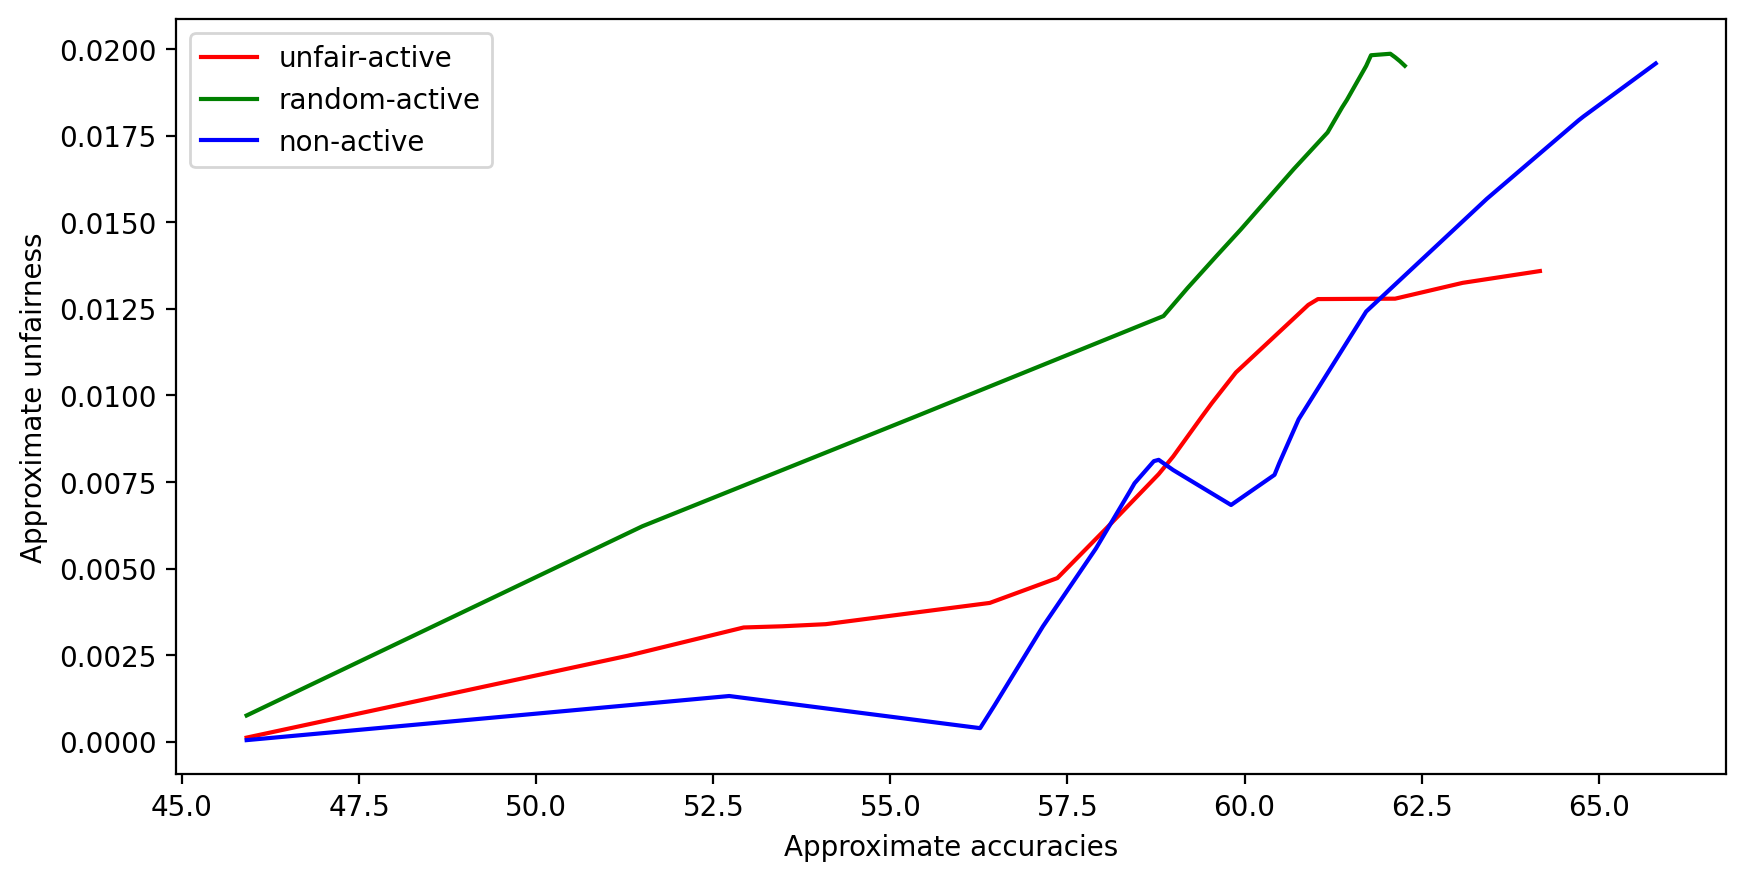 unfair-active
random-active
non-active
Approximate unfairness
0.0200
0.0175
0.0150
0.0125
0.0100
0.0075
0.0050
0.0025
0.0000
45.0 47.5 50.0 52.5 55.0 57.5 60.0 62.5 65.0
Approximate accuracies